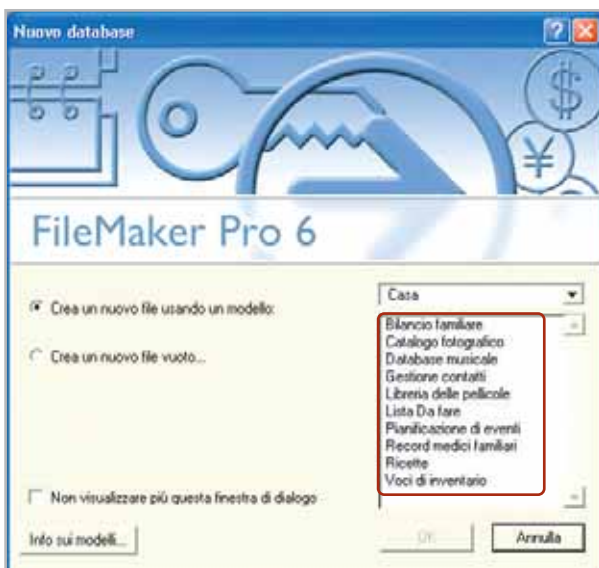 Nuovo database
FileMaker Pro 6
Crea un nuovo file usando un modello:
Crea un nuovo file vuoto...
Casa
Bilancio familiare
Catalogo fotografico
Database musicale
Gestione contatti
Libreria delle pellicole
Lista Da fare
Pianificazione di eventi
Record medici familiari
Ricette
Voci di inventario
Non visualizzare più questa finestra di dialogo
Info sui modelli...
OK
Annulla